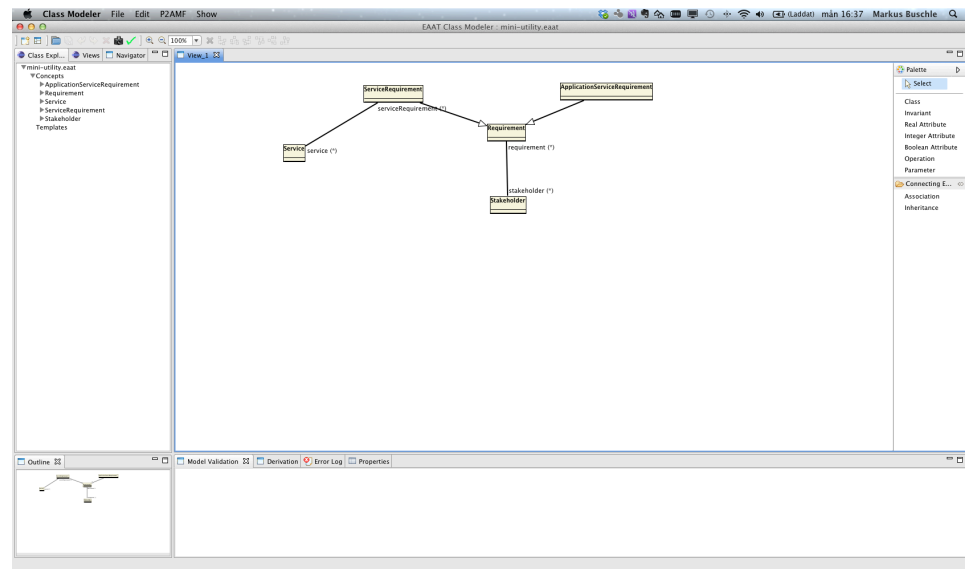 Class Modeler File Edit P2AMF Show (Laddat) mån 16:37 Markus Buschle
EAAT Class Modeler : mini-utility.eaat
100%
Class Expl... Views Navigator
View_1
mini-utility.eaat
Concepts
ApplicationServiceRequirement
Requirement
Service
ServiceRequirement
Stakeholder
Templates
ServiceRequirement
ApplicationServiceRequirement
serviceRequirement (*)
Requirement
requirement (*)
Service
service (*)
stakeholder (*)
Stakeholder
Palette
Select
Class
Invariant
Real Attribute
Integer Attribute
Boolean Attribute
Operation
Parameter
Connecting E...
Association
Inheritance
Outline
Model Validation Derivation Error Log Properties